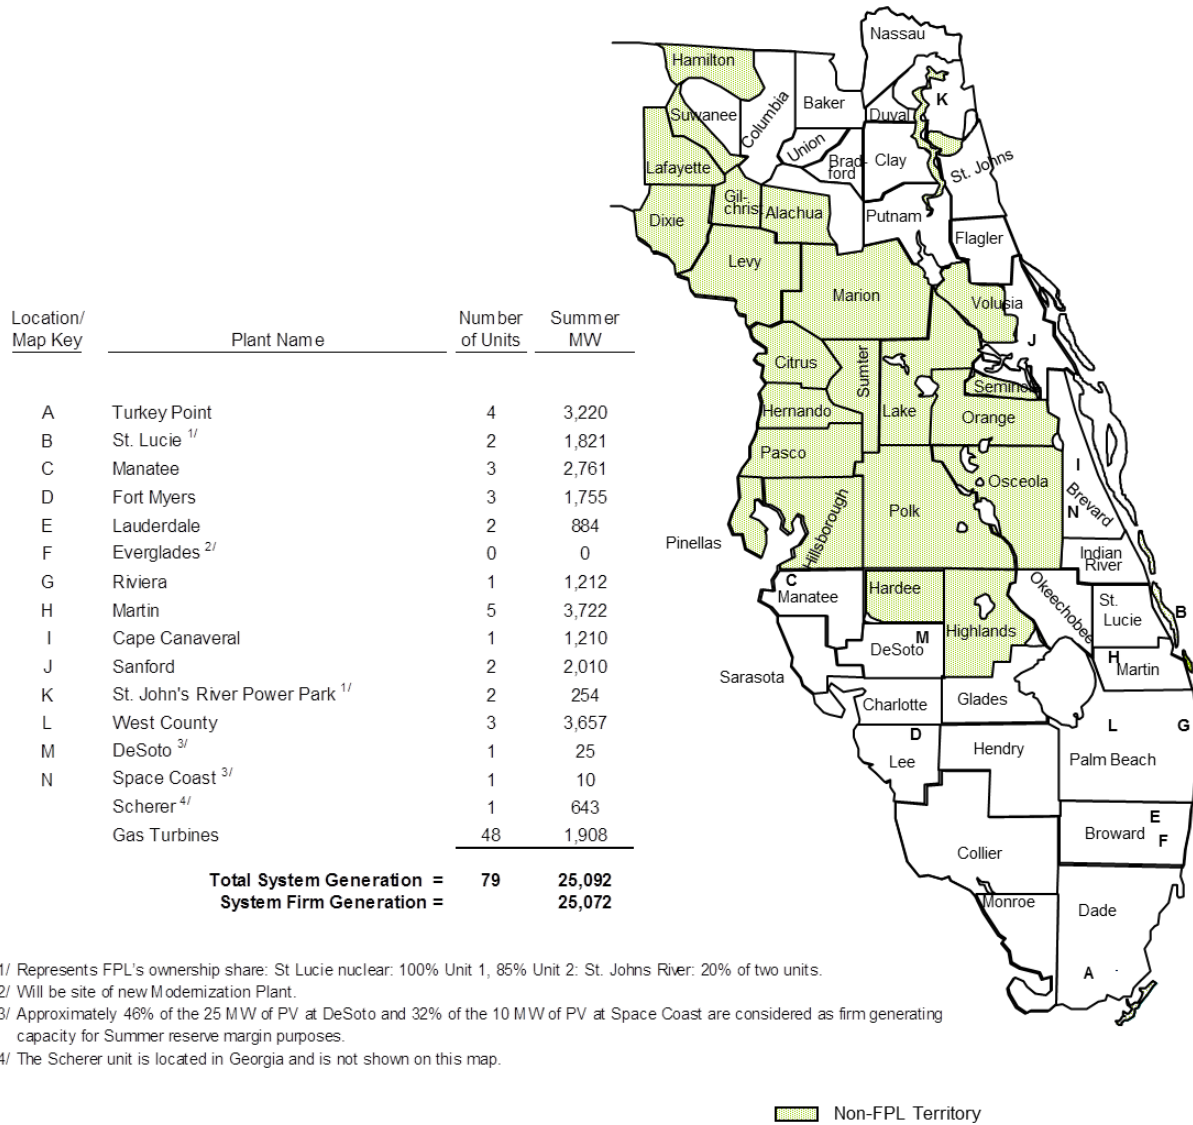 Location/ Number Summer
Map Key Plant Name of Units MW
A Turkey Point 4 3,220
B St. Lucie 1/ 2 1,821
C Manatee 3 2,761
D Fort Myers 3 1,755
E Lauderdale 2 884
F Everglades 2/ 0 0
G Riviera 1 1,212
H Martin 5 3,722
I Cape Canaveral 1 1,210
J Sanford 2 2,010
K St. John's River Power Park 1/ 2 254
L West County 3 3,657
M DeSoto 3/ 1 25
N Space Coast 3/ 1 10
Scherer 4/ 1 643
Gas Turbines 48 1,908
Total System Generation = 79 25,092
System Firm Generation = 25,072
1/ Represents FPL's ownership share: St Lucie nuclear: 100% Unit 1, 85% Unit 2: St. Johns River: 20% of two units.
2/ Will be site of new Modernization Plant.
3/ Approximately 46% of the 25 MW of PV at DeSoto and 32% of the 10 MW of PV at Space Coast are considered as firm generating
capacity for Summer reserve margin purposes.
4/ The Scherer unit is located in Georgia and is not shown on this map.
Nassau
Hamilton
K
Baker
Columbia
Suwanee
Duval
Union
Brad-
ford
Clay
St. Johns
Lafayette
Gil-
christ
Alachua
Dixie
Putnam
Flagler
Levy
Marion
Volusia
J
Citrus
Sumter
Seminole
Hernando
Lake
Orange
Pasco
I
Osceola
Brevard
N
Polk
Hillsborough
Pinellas
Indian
River
C
Manatee
Hardee
Okeechobee
St.
Lucie
B
Highlands
M
DeSoto
H
Martin
Sarasota
Charlotte
Glades
L
G
D
Lee
Hendry
Palm Beach
E
Broward
F
Collier
Monroe
Dade
A
Non-FPL Territory